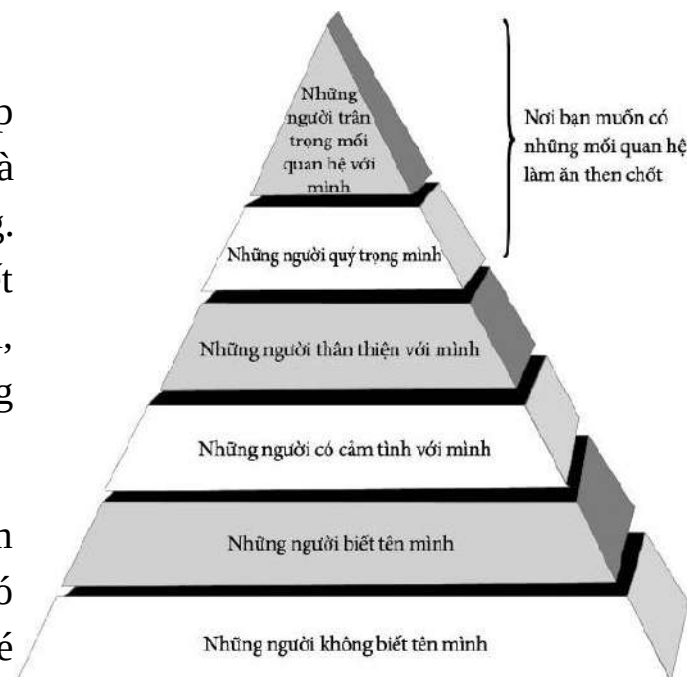 Những
người trân
trọng mối
quan hệ với
mình
Nơi bạn muốn có
những mối quan hệ
làm ăn then chốt
Những người quý trọng mình
Những người thân thiện với mình
Những người có cảm tình với mình
Những người biết tên mình
Những người không biết tên mình